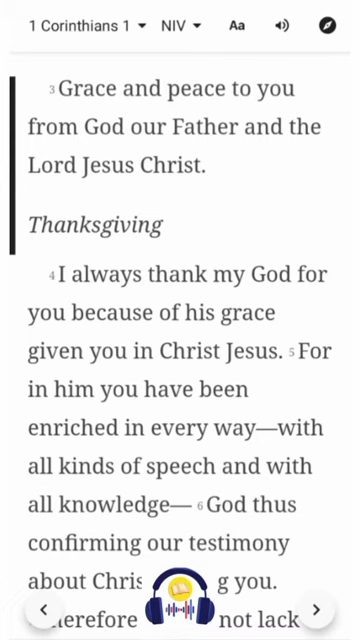 1 Corinthians 1 NIV Aa
3 Grace and peace to you
from God our Father and the
Lord Jesus Christ.
Thanksgiving
4 I always thank my God for
you because of his grace
given you in Christ Jesus. 5 For
in him you have been
enriched in every way—with
all kinds of speech and with
all knowledge— 6 God thus
confirming our testimony
about Chris g you.
herefore not lack